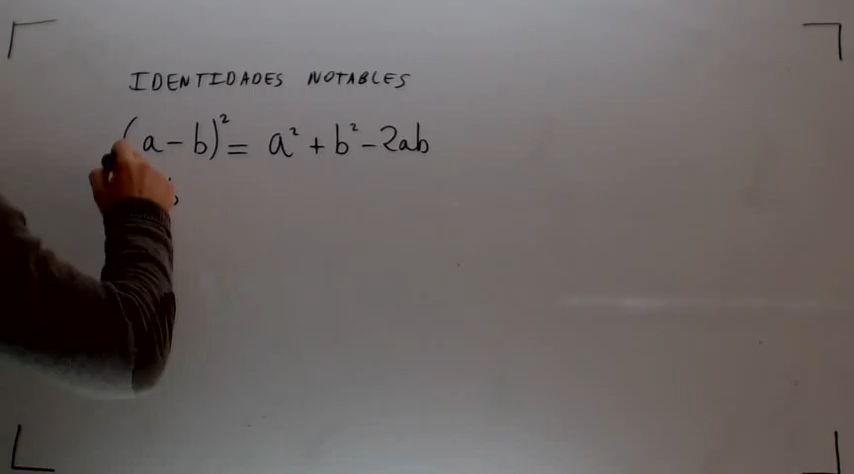 IDENTIDADES NOTABLES
(a-b)² = a² + b² - 2ab